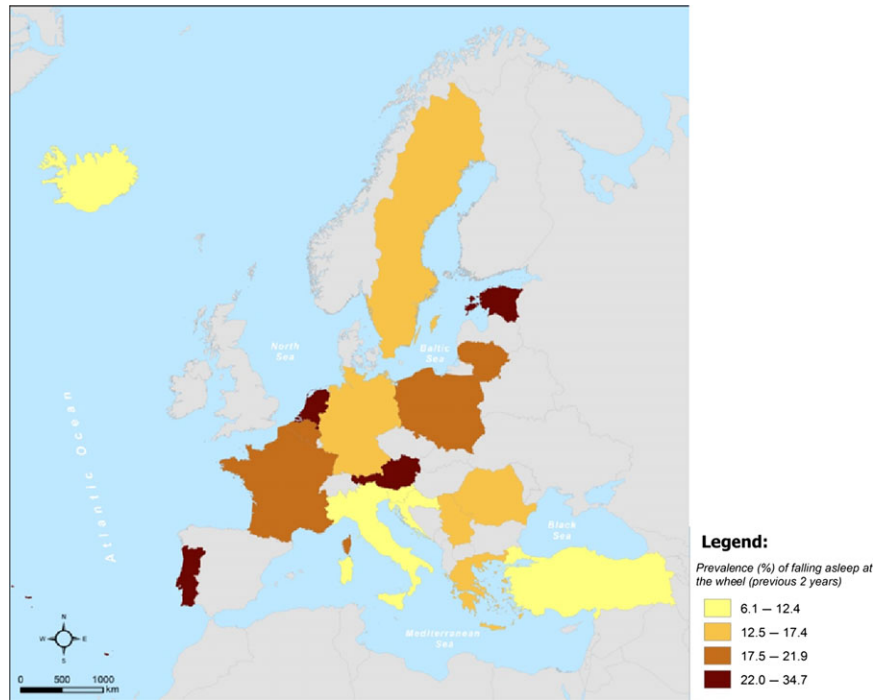 North
Sea
Baltic
Sea
Atlantic Ocean
Black
Sea
Mediterranean
Sea
N
W
E
S
0 500 1000
km
Legend:
Prevalence (%) of falling asleep at
the wheel (previous 2 years)
6.1 – 12.4
12.5 – 17.4
17.5 – 21.9
22.0 – 34.7